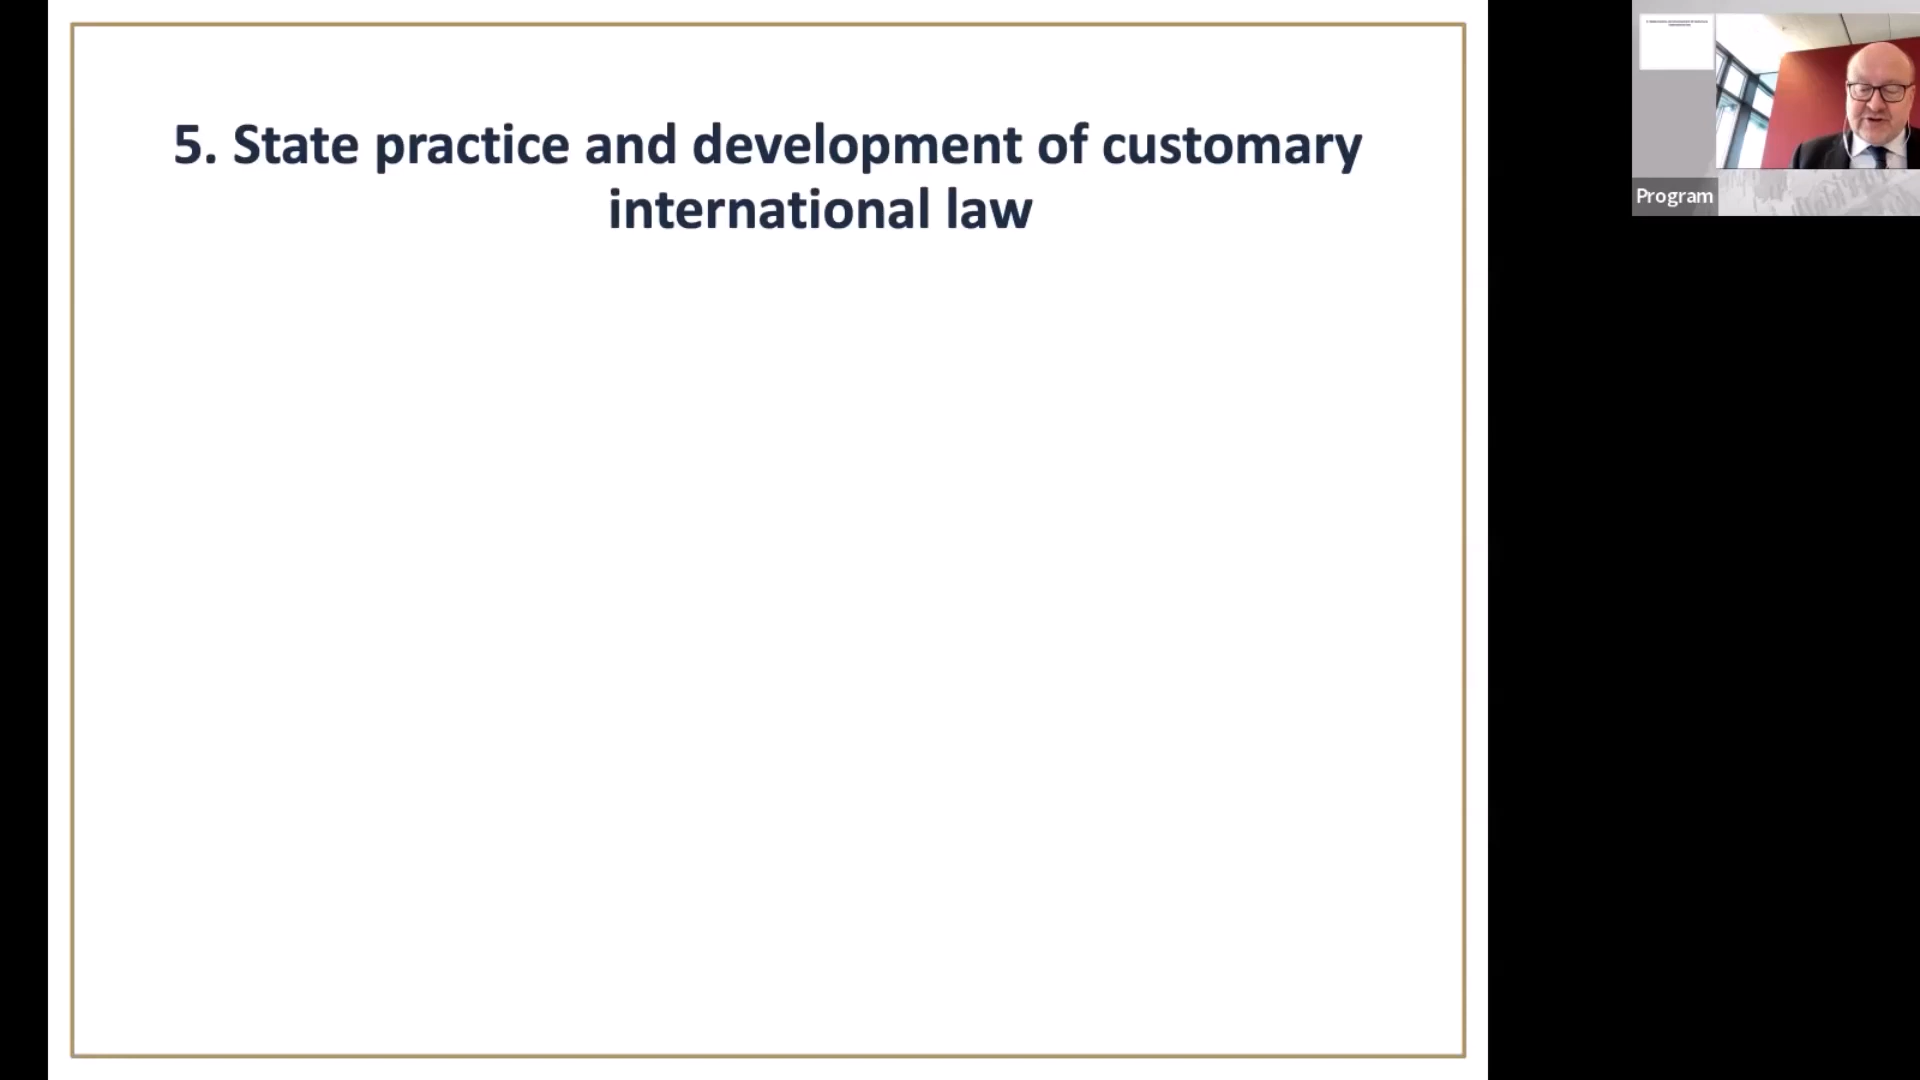 5. State practice and development of customary
international law
Program